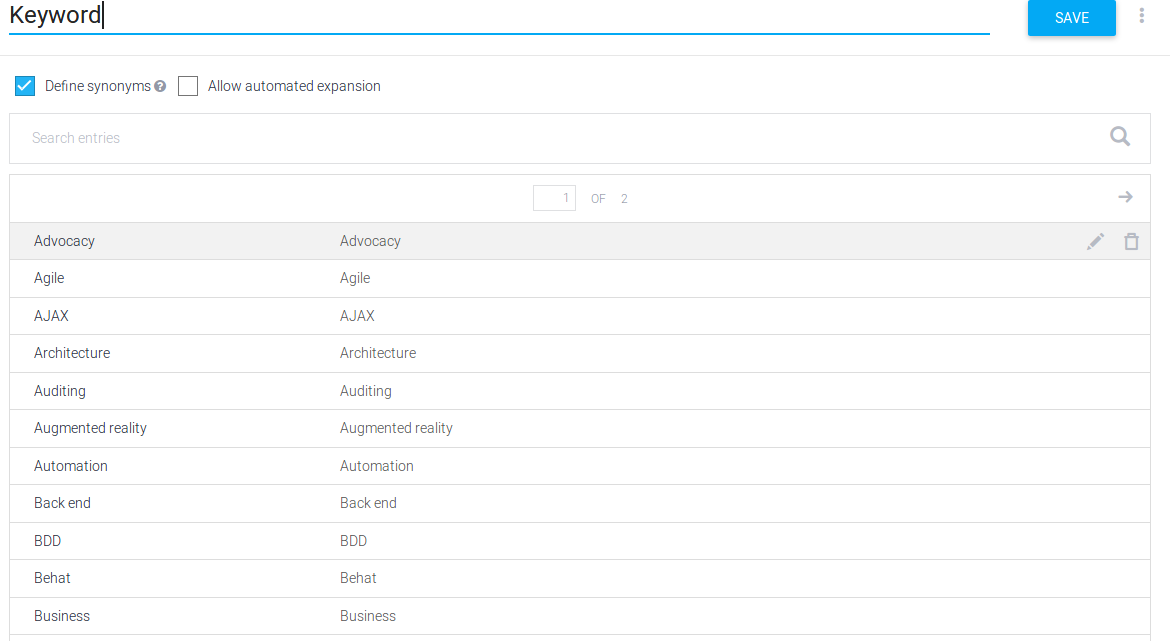 Keyword SAVE
Define synonyms ? Allow automated expansion
Search entries
1 OF 2
Advocacy Advocacy
Agile Agile
AJAX AJAX
Architecture Architecture
Auditing Auditing
Augmented reality Augmented reality
Automation Automation
Back end Back end
BDD BDD
Behat Behat
Business Business